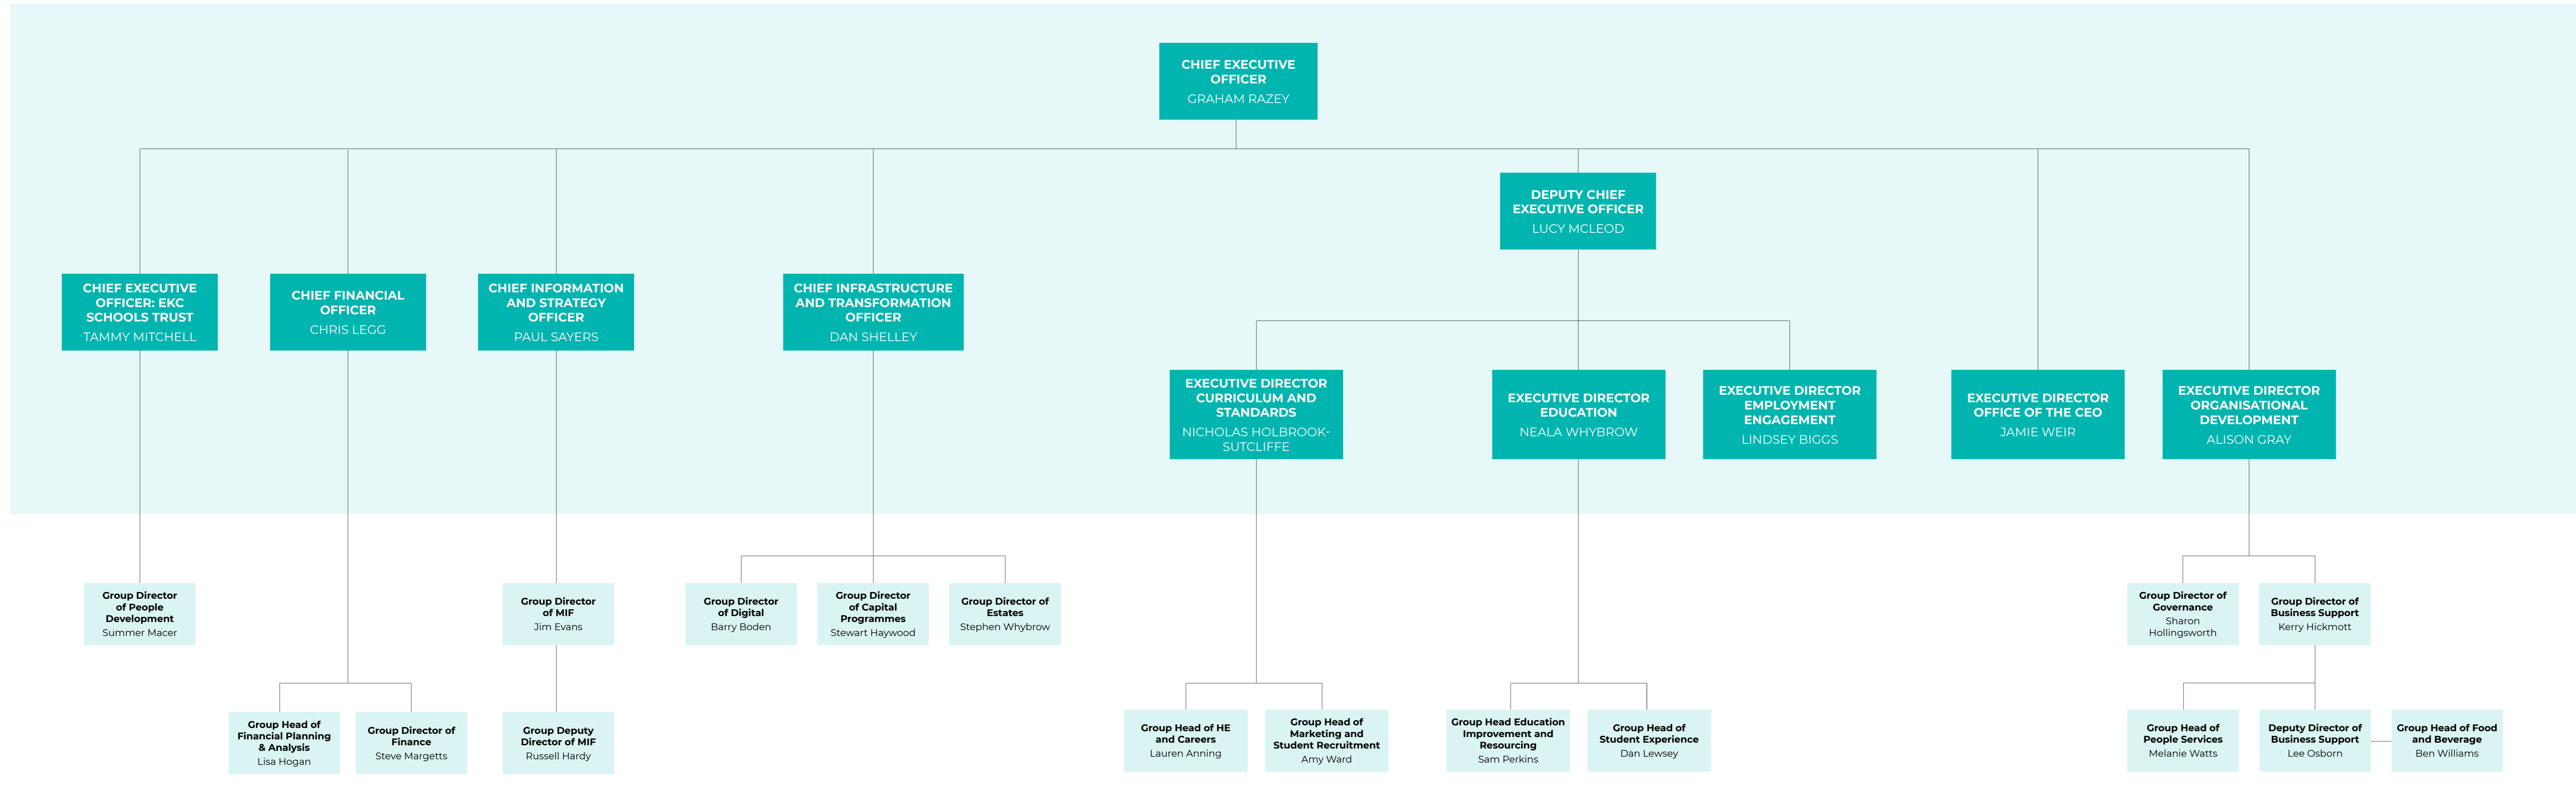 CHIEF EXECUTIVE
OFFICER
GRAHAM RAZEY
DEPUTY CHIEF
EXECUTIVE OFFICER
LUCY MCLEOD
CHIEF EXECUTIVE
OFFICER: EKC
SCHOOLS TRUST
TAMMY MITCHELL
CHIEF FINANCIAL
OFFICER
CHRIS LEGG
CHIEF INFORMATION
AND STRATEGY
OFFICER
PAUL SAYERS
CHIEF INFRASTRUCTURE
AND TRANSFORMATION
OFFICER
DAN SHELLEY
EXECUTIVE DIRECTOR
CURRICULUM AND
STANDARDS
NICHOLAS HOLBROOK-
SUTCLIFFE
EXECUTIVE DIRECTOR
EDUCATION
NEALA WHYBROW
EXECUTIVE DIRECTOR
EMPLOYMENT
ENGAGEMENT
LINDSEY BIGGS
EXECUTIVE DIRECTOR
OFFICE OF THE CEO
JAMIE WEIR
EXECUTIVE DIRECTOR
ORGANISATIONAL
DEVELOPMENT
ALISON GRAY
Group Director
of People
Development
Summer Macer
Group Director
of MIF
Jim Evans
Group Director
of Digital
Barry Boden
Group Director
of Capital
Programmes
Stewart Haywood
Group Director of
Estates
Stephen Whybrow
Group Director of
Governance
Sharon
Hollingsworth
Group Director of
Business Support
Kerry Hickmott
Group Head of
Financial Planning
& Analysis
Lisa Hogan
Group Director of
Finance
Steve Margetts
Group Deputy
Director of MIF
Russell Hardy
Group Head of HE
and Careers
Lauren Anning
Group Head of
Marketing and
Student Recruitment
Amy Ward
Group Head Education
Improvement and
Resourcing
Sam Perkins
Group Head of
Student Experience
Dan Lewsey
Group Head of
People Services
Melanie Watts
Deputy Director of
Business Support
Lee Osborn
Group Head of Food
and Beverage
Ben Williams